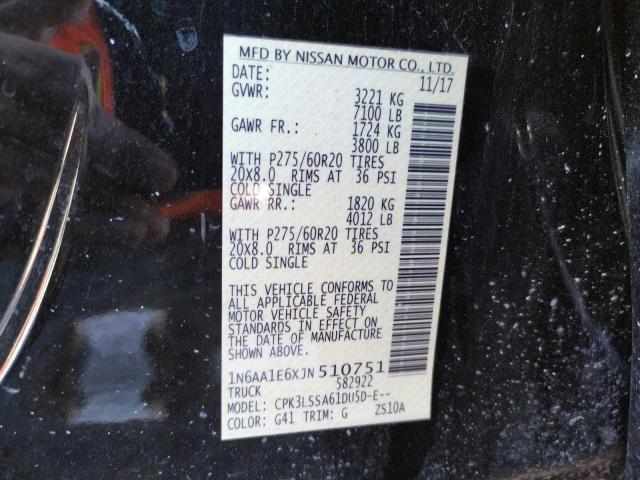 MFD BY NISSAN MOTOR CO., LTD.
DATE: 11/17
GVWR: 3221 KG
7100 LB
GAWR FR.: 1724 KG
3800 LB
WITH P275/60R20 TIRES
20X8.0 RIMS AT 36 PSI
COLD SINGLE
GAWR RR.: 1820 KG
4012 LB
WITH P275/60R20 TIRES
20X8.0 RIMS AT 36 PSI
COLD SINGLE
THIS VEHICLE CONFORMS TO
ALL APPLICABLE FEDERAL
MOTOR VEHICLE SAFETY
STANDARDS IN EFFECT ON
THE DATE OF MANUFACTURE
SHOWN ABOVE.
1N6AA1E6XJN510751
TRUCK 582922
MODEL: CPK3LSSA61DU5D-E--
COLOR: G41 TRIM: G ZS10A